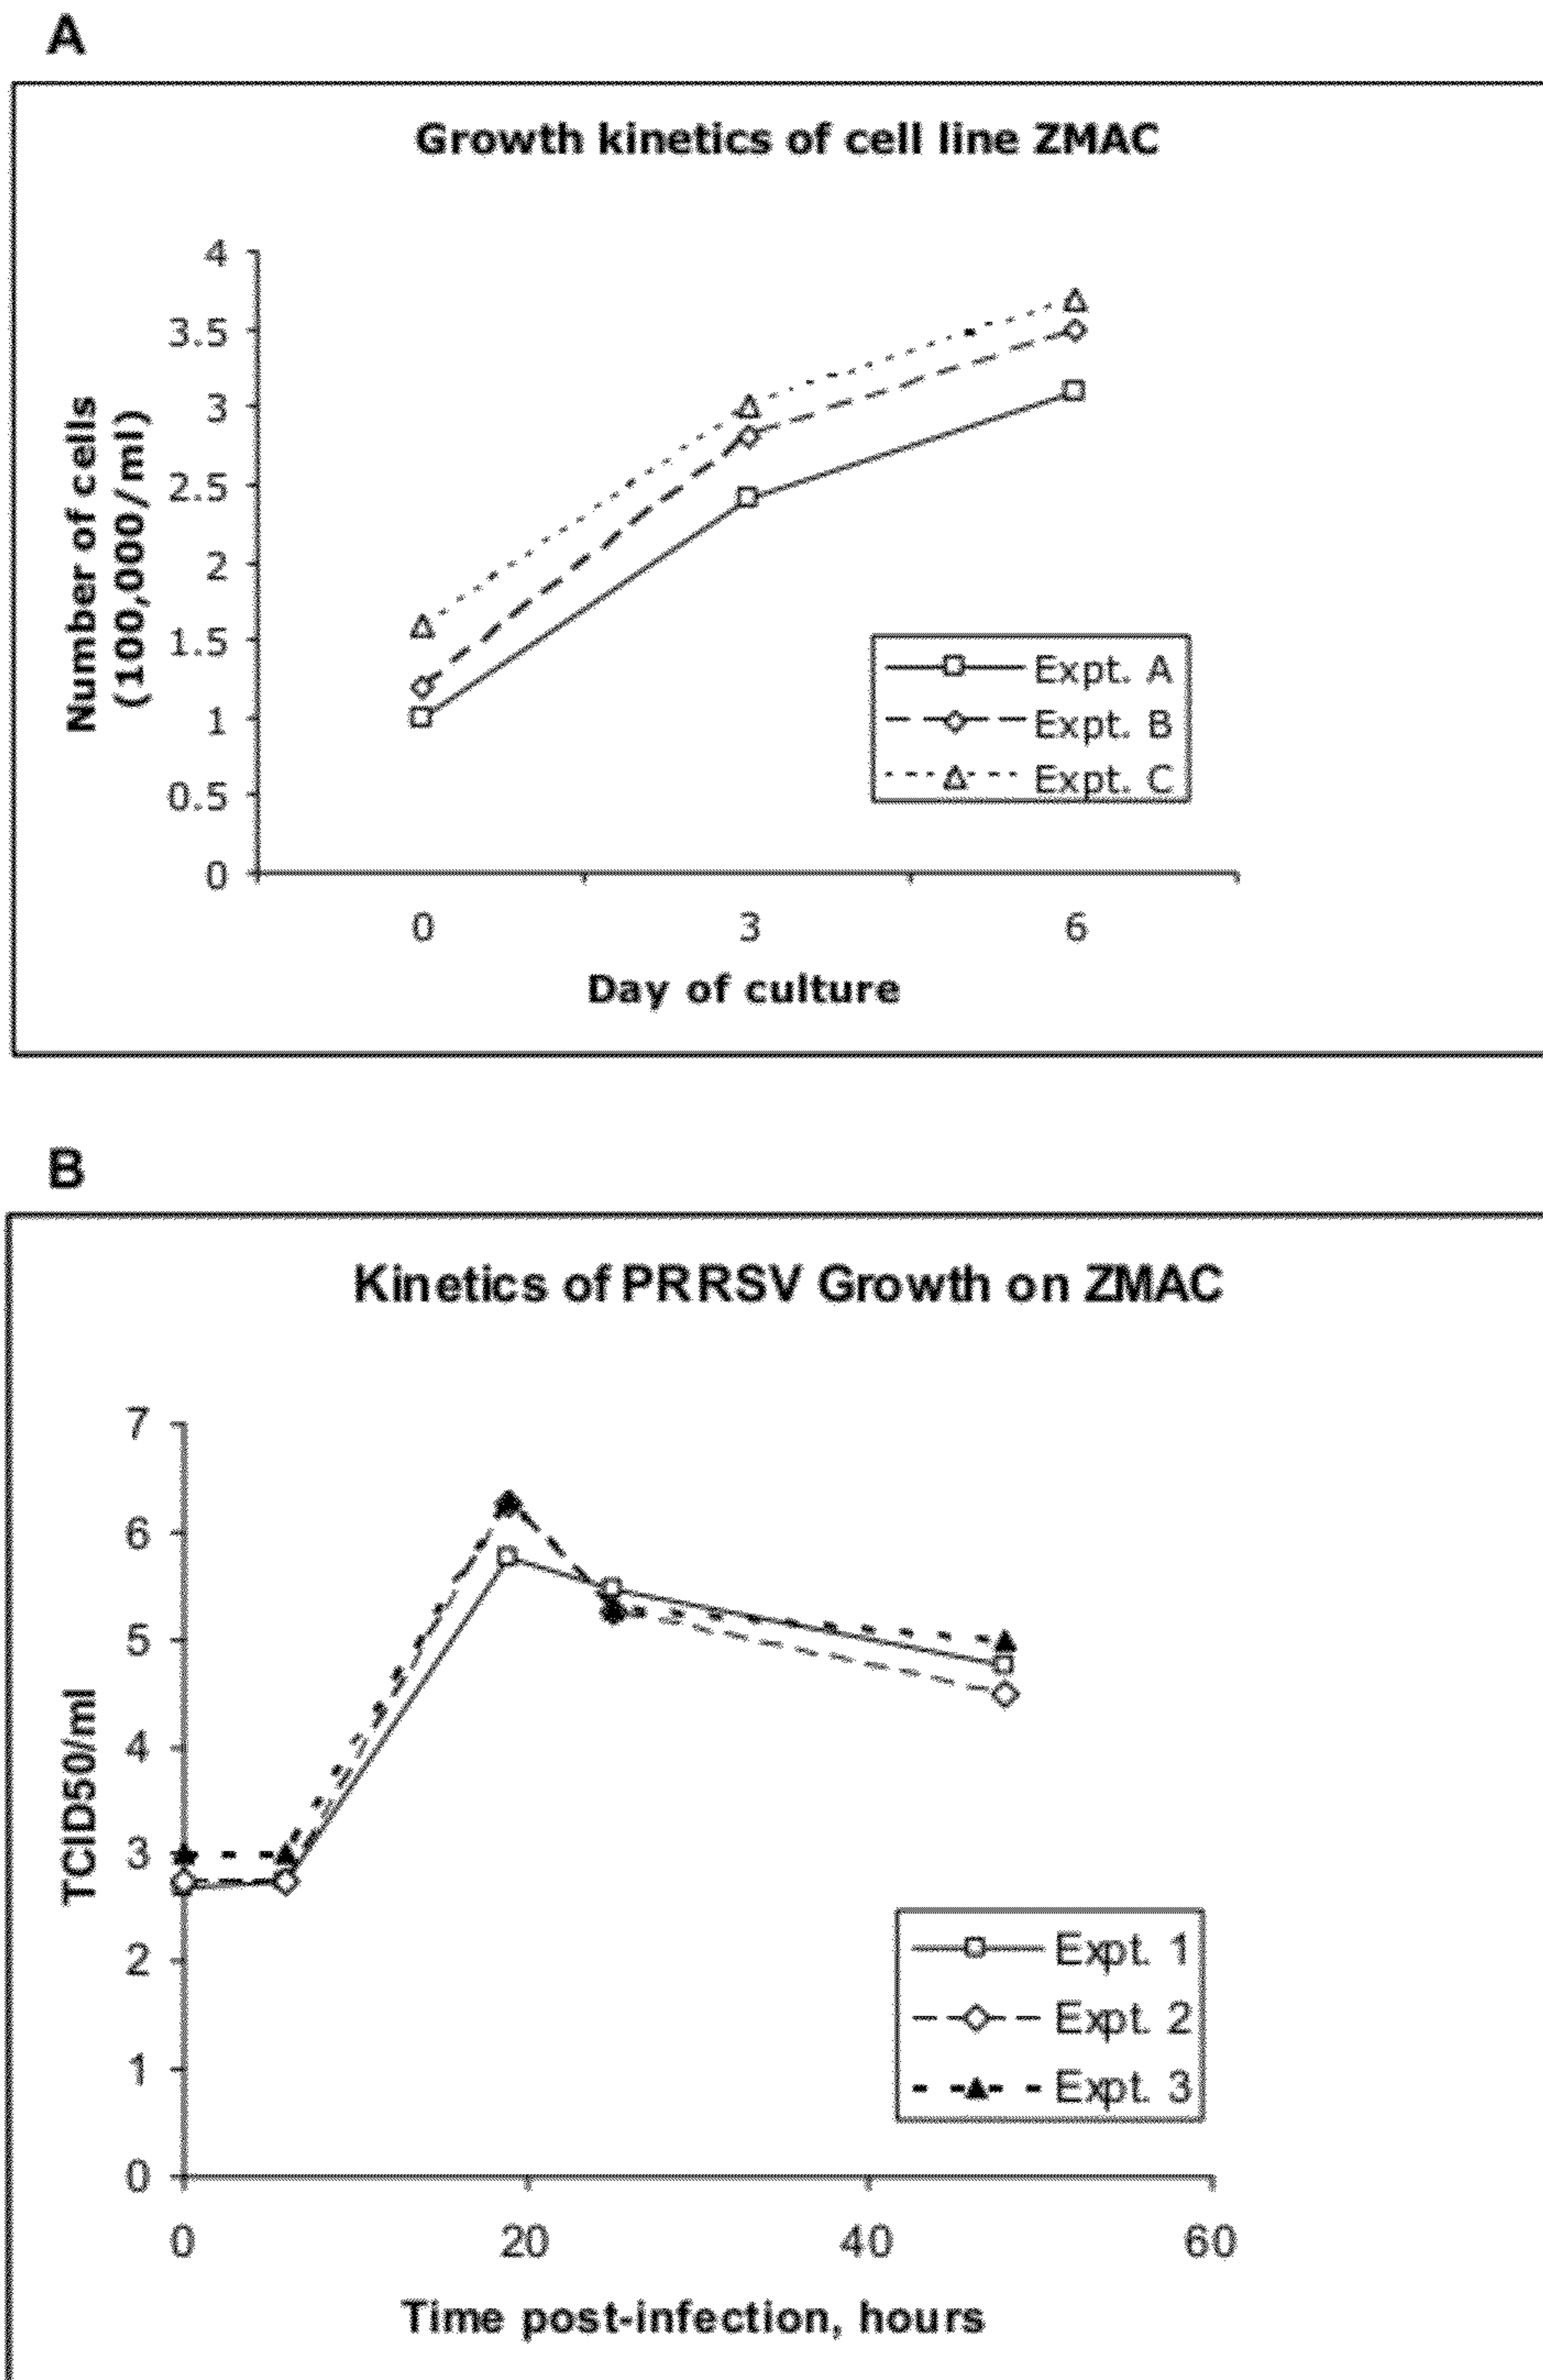 A
Growth kinetics of cell line ZMAC
4
3.5
3
2.5
2
1.5
1
0.5
0
Number of cells
(100,000/ml)
Expt. A
Expt. B
Expt. C
0 3 6
Day of culture
B
Kinetics of PRRSV Growth on ZMAC
7
6
5
4
3
2
1
0
TCID50/ml
Expt. 1
Expt. 2
Expt. 3
0 20 40 60
Time post-infection, hours